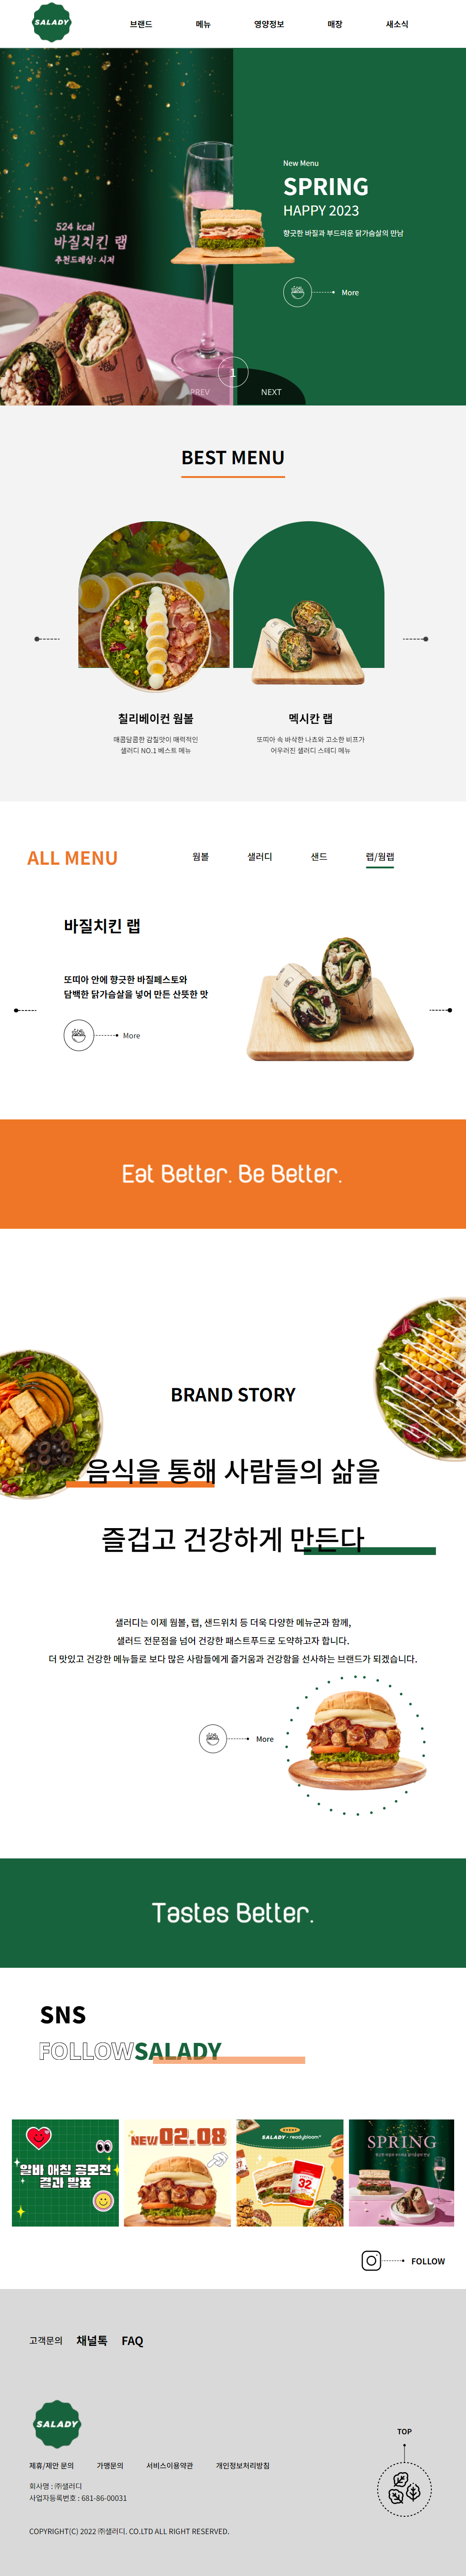 SALADY
브랜드
메뉴
영양정보
매장
새소식
524 kcal
바질치킨 랩
추천드레싱: 시저
New Menu
SPRING
HAPPY 2023
향긋한 바질과 부드러운 닭가슴살의 만남
More
1
PREV
NEXT
BEST MENU
칠리베이컨 웜볼
매콤달콤한 감칠맛이 매력적인
샐러디 NO.1 베스트 메뉴
멕시칸 랩
또띠아 속 바삭한 나쵸와 고소한 비프가
어우러진 샐러디 스테디 메뉴
ALL MENU
웜볼
샐러디
샌드
랩/웜랩
바질치킨 랩
또띠아 안에 향긋한 바질페스토와
담백한 닭가슴살을 넣어 만든 산뜻한 맛
More
Eat Better. Be Better.
BRAND STORY
음식을 통해 사람들의 삶을
즐겁고 건강하게 만든다
샐러디는 이제 웜볼, 랩, 샌드위치 등 더욱 다양한 메뉴군과 함께,
샐러드 전문점을 넘어 건강한 패스트푸드로 도약하고자 합니다.
더 맛있고 건강한 메뉴들로 보다 많은 사람들에게 즐거움과 건강함을 선사하는 브랜드가 되겠습니다.
More
Tastes Better.
SNS
FOLLOWSALADY
알바 애칭 공모전
결과 발표
NEW 02.08
SALADY · readybloom
32
SPRING
FOLLOW
고객문의
채널톡
FAQ
SALADY
TOP
제휴/제안 문의
가맹문의
서비스이용약관
개인정보처리방침
회사명 : ㈜샐러디
사업자등록번호 : 681-86-00031
COPYRIGHT(C) 2022 ㈜샐러디. CO.LTD ALL RIGHT RESERVED.